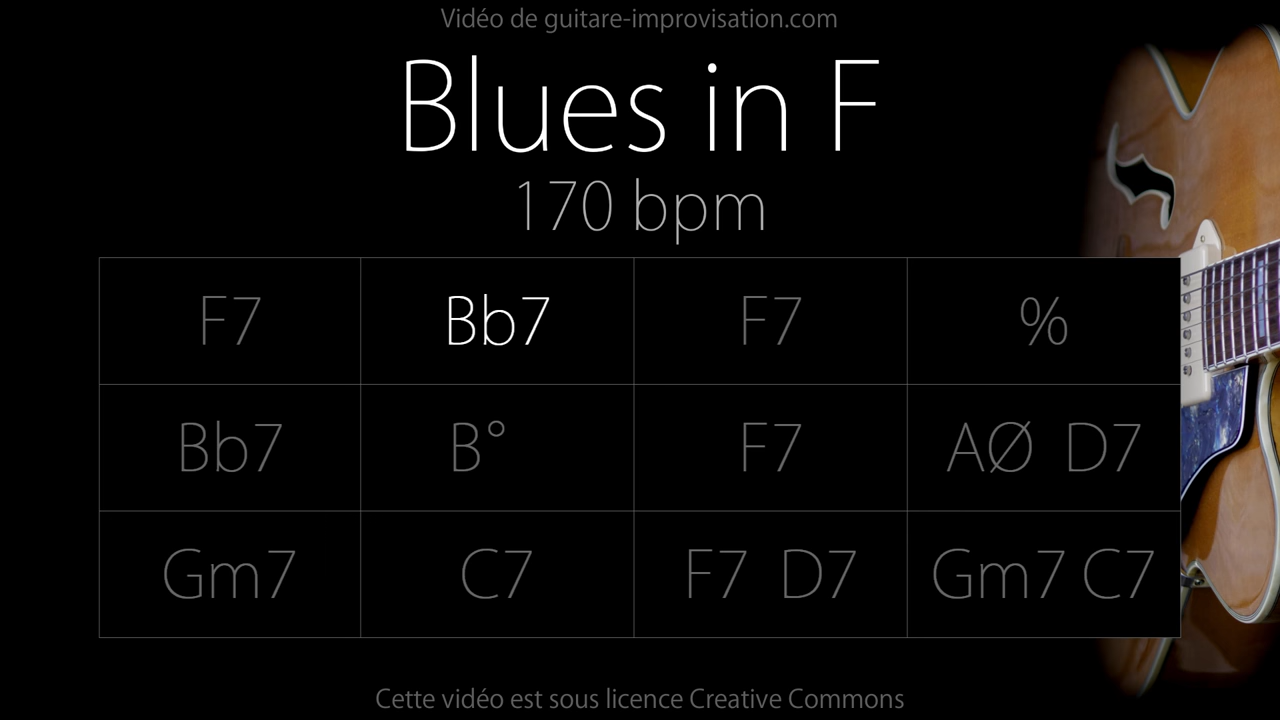 Vidéo de guitare-improvisation.com
Blues in F
170 bpm
F7 Bb7 F7 %
Bb7 B° F7 AØ D7
Gm7 C7 F7 D7 Gm7 C7
Cette vidéo est sous licence Creative Commons